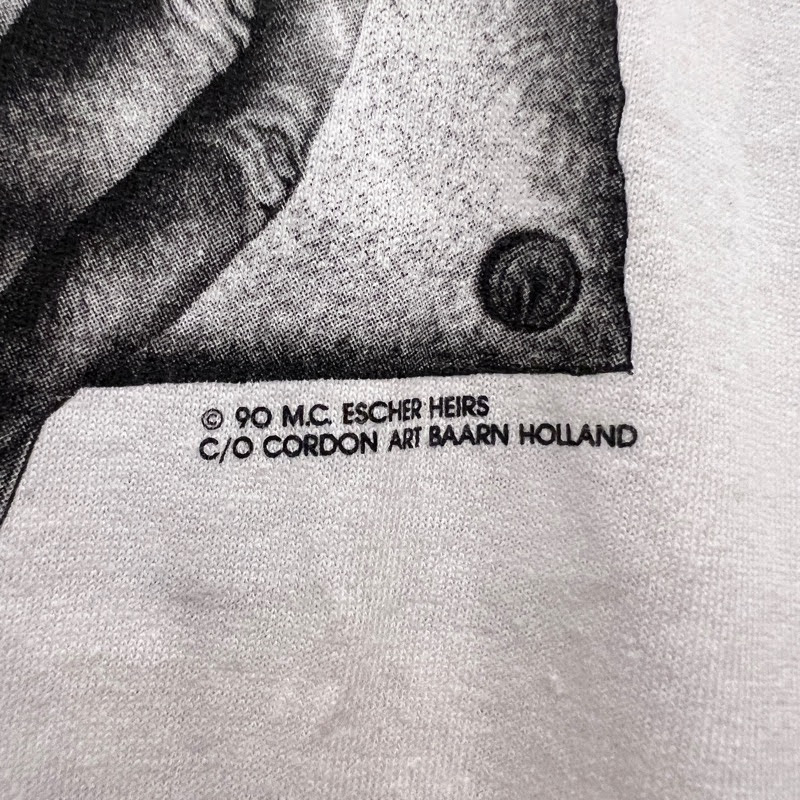 © 90 M.C. ESCHER HEIRS
C/O CORDON ART BAARN HOLLAND